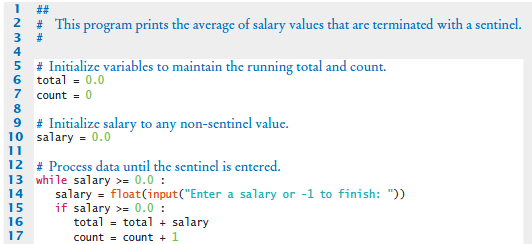 1 ##
2 # This program prints the average of salary values that are terminated with a sentinel.
3 #
4
5 # Initialize variables to maintain the running total and count.
6 total = 0.0
7 count = 0
8
9 # Initialize salary to any non-sentinel value.
10 salary = 0.0
11
12 # Process data until the sentinel is entered.
13 while salary >= 0.0 :
14    salary = float(input("Enter a salary or -1 to finish: "))
15    if salary >= 0.0 :
16       total = total + salary
17       count = count + 1